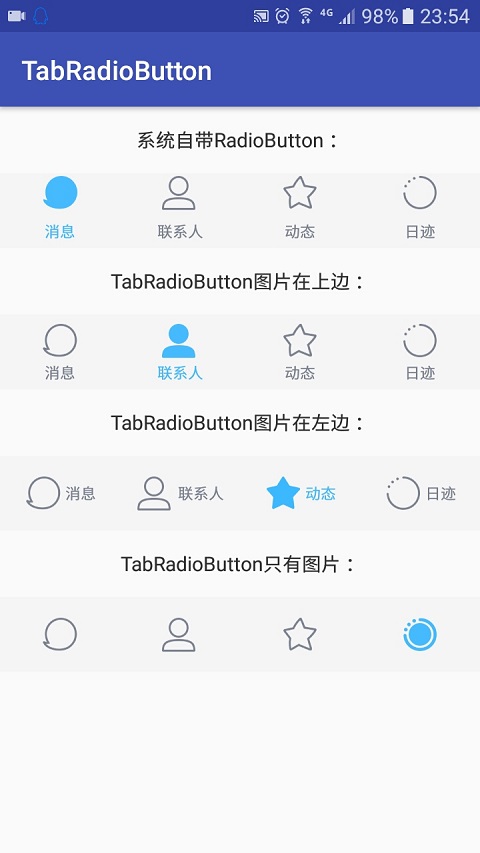 4G 98% 23:54
TabRadioButton
系统自带RadioButton：
消息 联系人 动态 日迹
TabRadioButton图片在上边：
消息 联系人 动态 日迹
TabRadioButton图片在左边：
消息 联系人 动态 日迹
TabRadioButton只有图片：